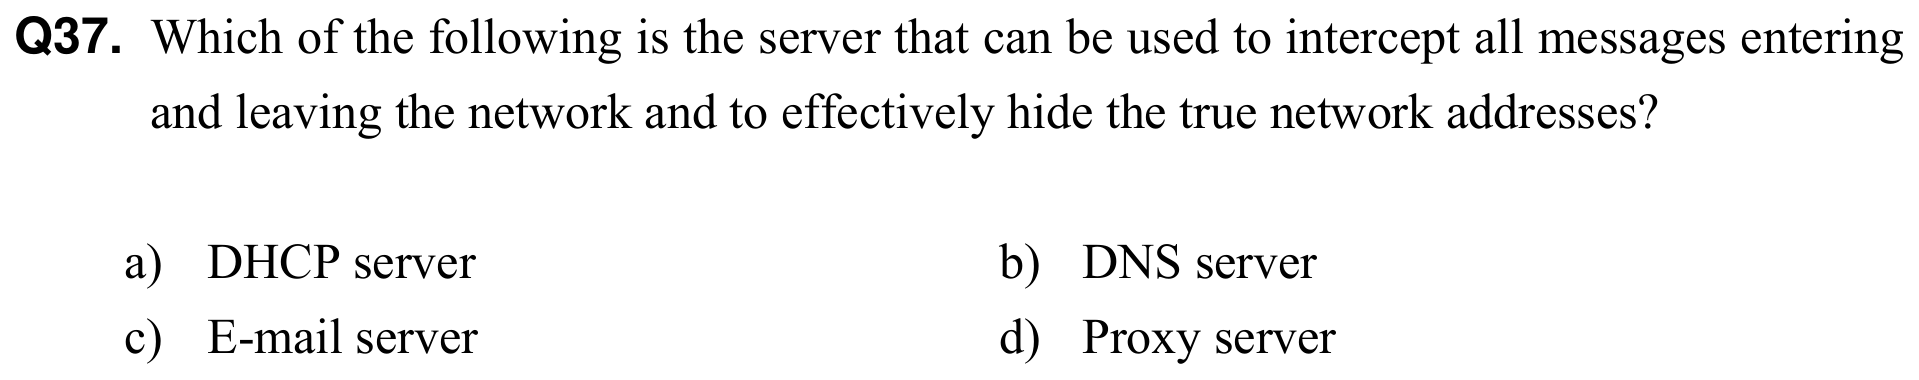 Q37. Which of the following is the server that can be used to intercept all messages entering
and leaving the network and to effectively hide the true network addresses?
a) DHCP server b) DNS server
c) E-mail server d) Proxy server